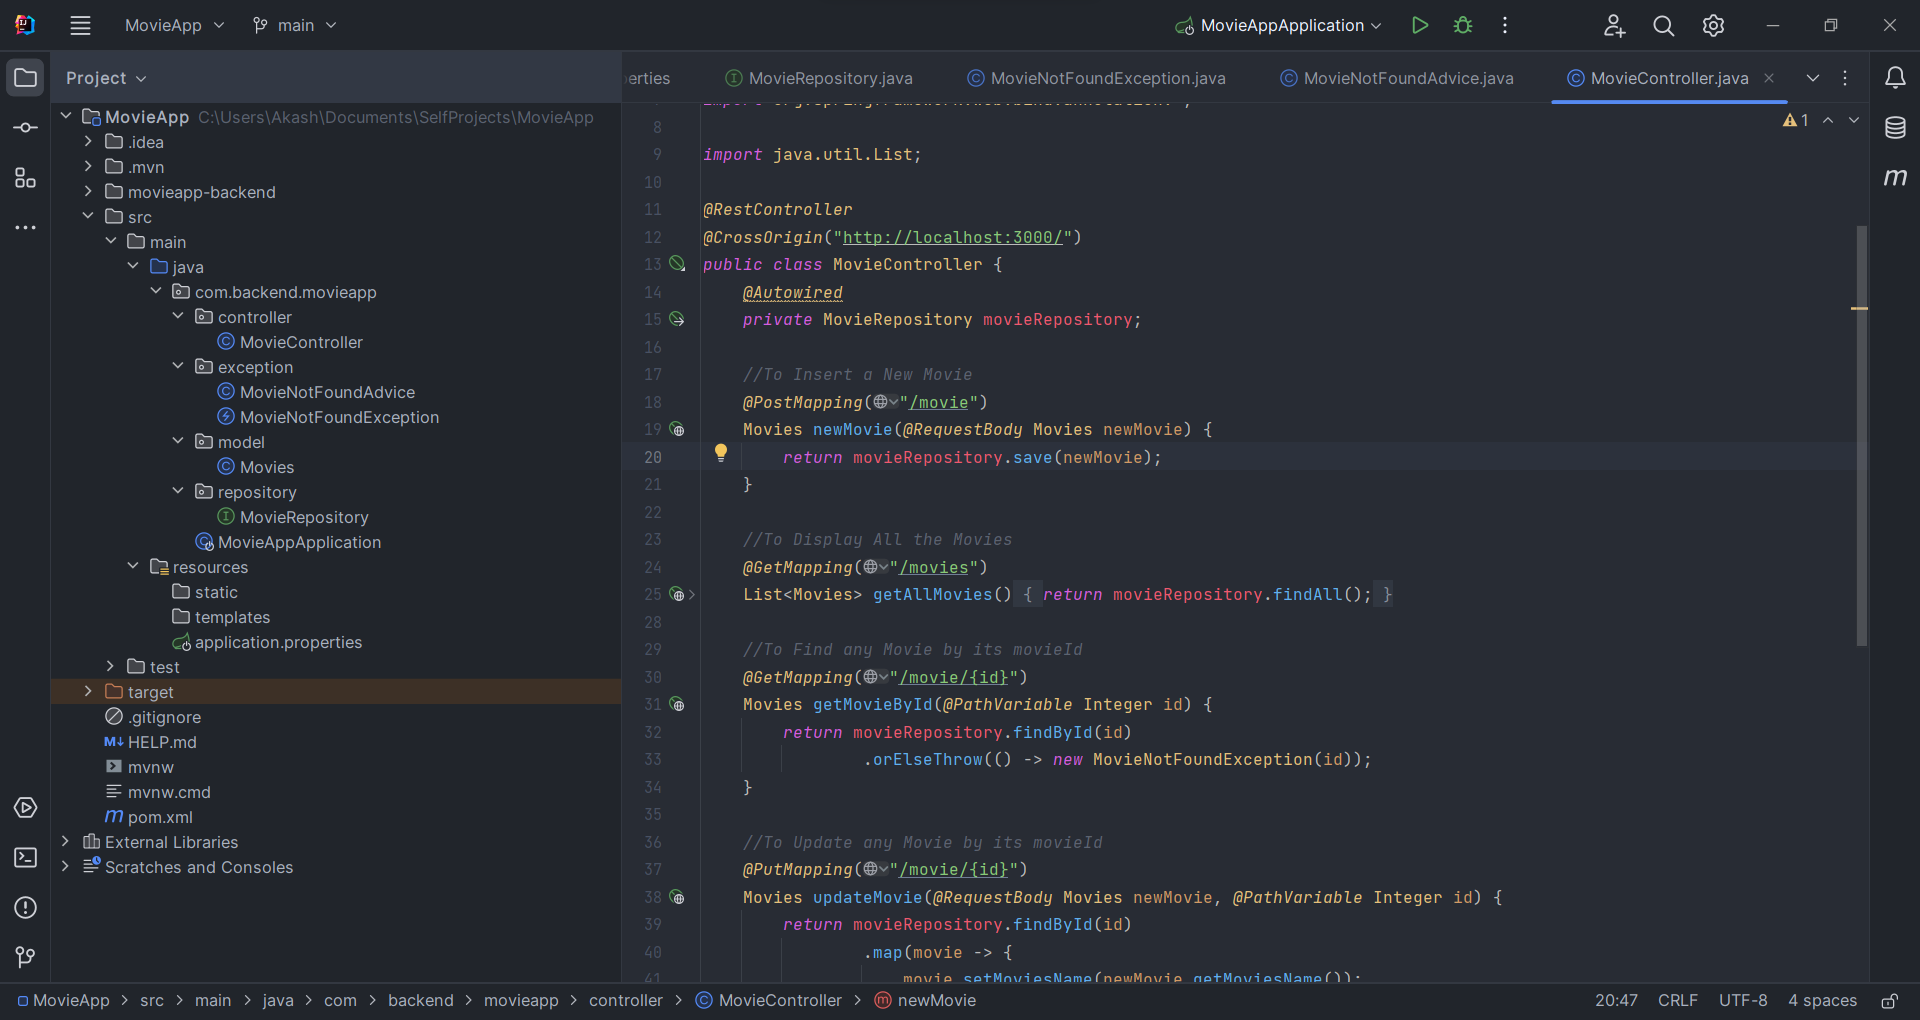 MovieApp
main
MovieAppApplication
Project
erties
MovieRepository.java
MovieNotFoundException.java
MovieNotFoundAdvice.java
MovieController.java
MovieApp C:\Users\Akash\Documents\SelfProjects\MovieApp
.idea
.mvn
movieapp-backend
src
main
java
com.backend.movieapp
controller
MovieController
exception
MovieNotFoundAdvice
MovieNotFoundException
model
Movies
repository
MovieRepository
MovieAppApplication
resources
static
templates
application.properties
test
target
.gitignore
HELP.md
mvnw
mvnw.cmd
pom.xml
External Libraries
Scratches and Consoles
1
8
9 import java.util.List;
10
11 @RestController
12 @CrossOrigin("http://localhost:3000/")
13 public class MovieController {
14 @Autowired
15 private MovieRepository movieRepository;
16
17 //To Insert a New Movie
18 @PostMapping("/movie")
19 Movies newMovie(@RequestBody Movies newMovie) {
20 return movieRepository.save(newMovie);
21 }
22
23 //To Display All the Movies
24 @GetMapping("/movies")
25 List<Movies> getAllMovies() { return movieRepository.findAll(); }
28
29 //To Find any Movie by its movieId
30 @GetMapping("/movie/{id}")
31 Movies getMovieById(@PathVariable Integer id) {
32 return movieRepository.findById(id)
33 .orElseThrow(() -> new MovieNotFoundException(id));
34 }
35
36 //To Update any Movie by its movieId
37 @PutMapping("/movie/{id}")
38 Movies updateMovie(@RequestBody Movies newMovie, @PathVariable Integer id) {
39 return movieRepository.findById(id)
40 .map(movie -> {
41 movie.setMoviesName(newMovie.getMoviesName());
MovieApp > src > main > java > com > backend > movieapp > controller > MovieController > newMovie
20:47 CRLF UTF-8 4 spaces